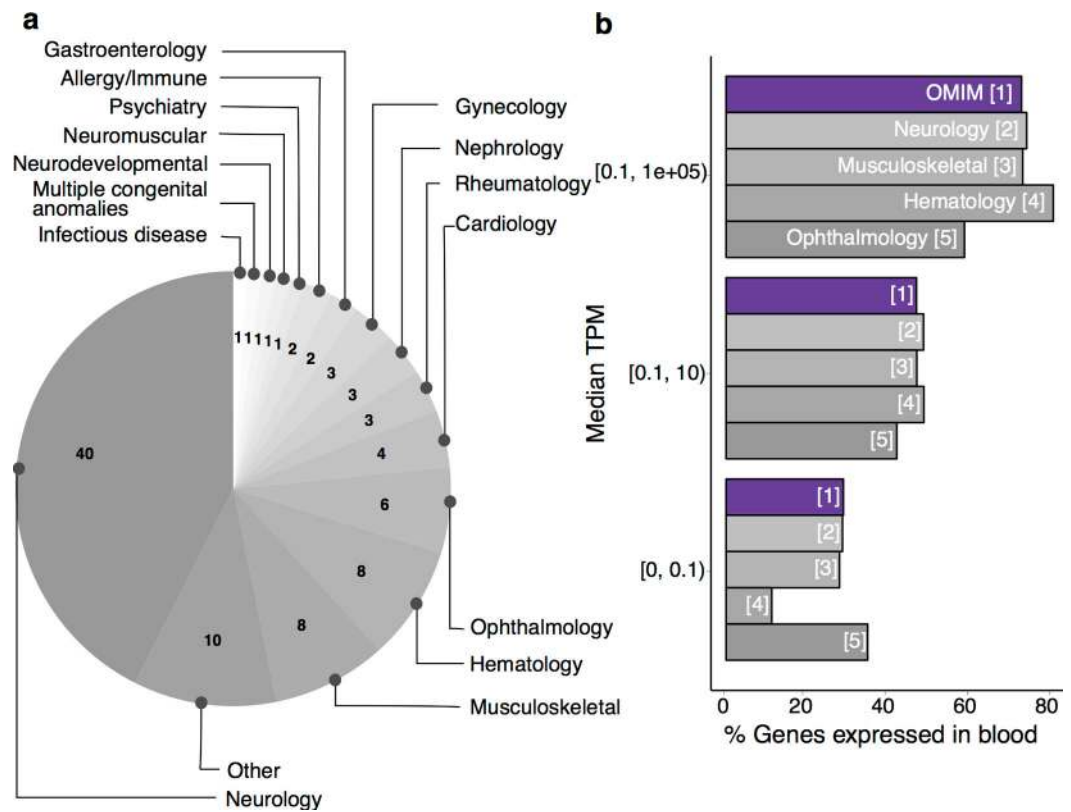 a
Gastroenterology
Allergy/Immune
Psychiatry
Neuromuscular
Neurodevelopmental
Multiple congenital
anomalies
Infectious disease
Gynecology
Nephrology
Rheumatology
Cardiology
1 1 1 1 1 2 2 3 3 3 4 6 8 8 10 40
Ophthalmology
Hematology
Musculoskeletal
Other
Neurology
b
Median TPM
[0.1, 1e+05)
OMIM [1]
Neurology [2]
Musculoskeletal [3]
Hematology [4]
Ophthalmology [5]
[0.1, 10)
[1]
[2]
[3]
[4]
[5]
[0, 0.1)
[1]
[2]
[3]
[4]
[5]
0 20 40 60 80
% Genes expressed in blood